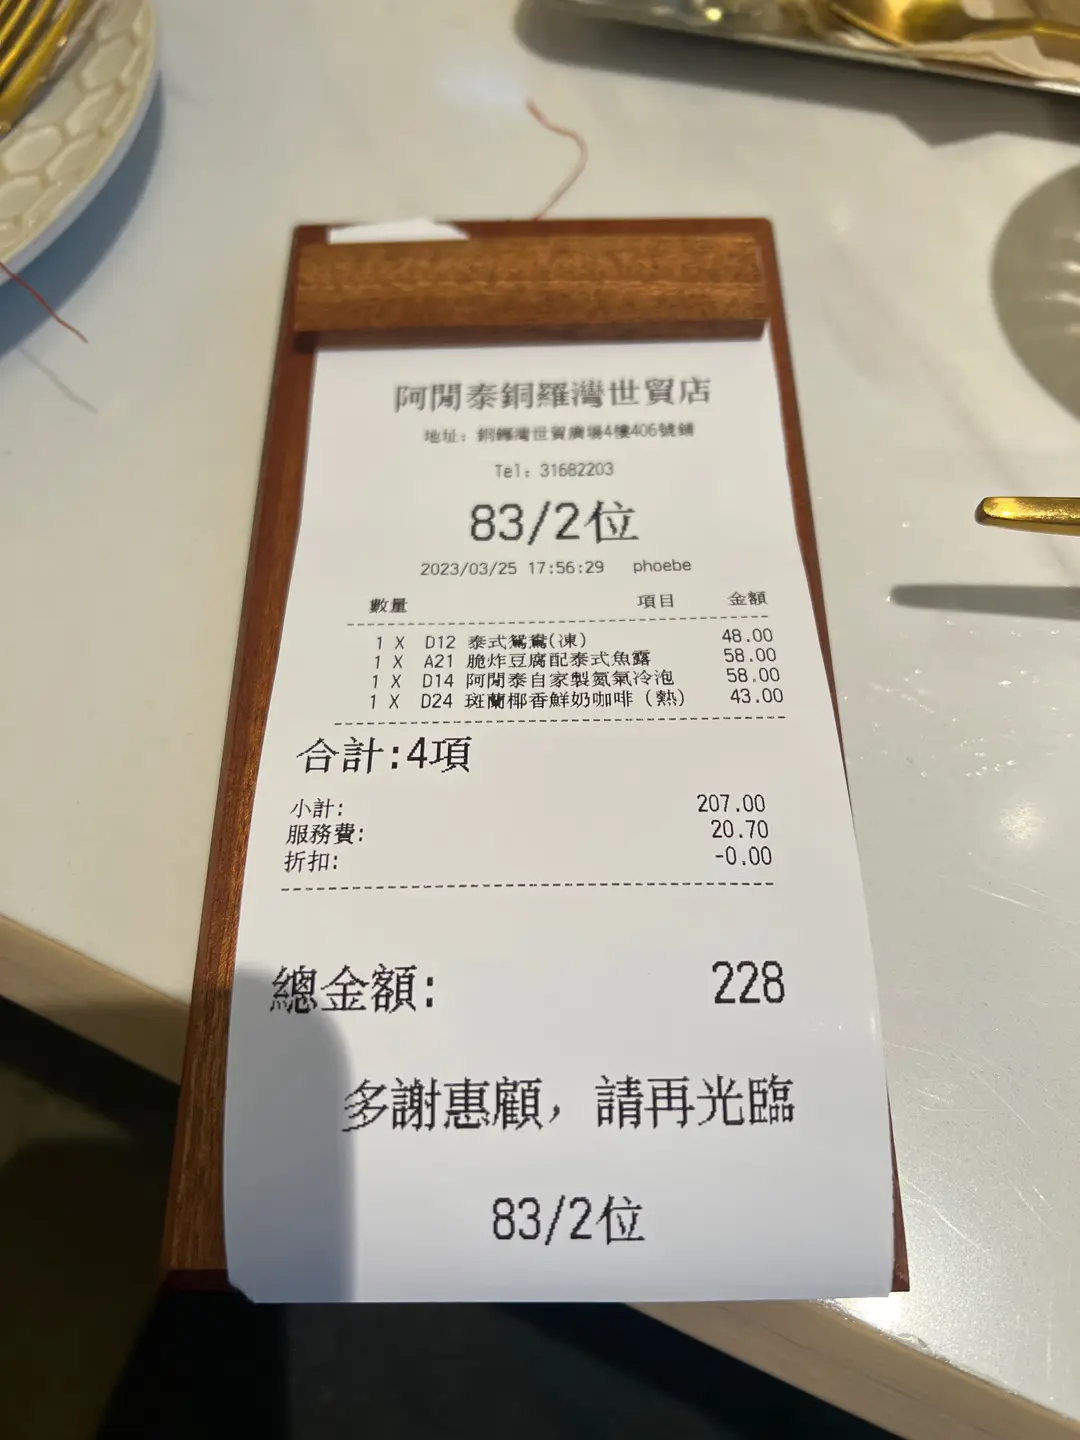 阿閒泰銅羅灣世貿店
地址: 銅鑼灣世貿廣場4樓406號鋪
Tel: 31682203
83/2位
2023/03/25 17:56:29 phoebe
數量 項目 金額
1 X D12 泰式鴛鴦(凍) 48.00
1 X A21 脆炸豆腐配泰式魚露 58.00
1 X D14 阿閒泰自家製氮氣冷泡 58.00
1 X D24 斑蘭椰香鮮奶咖啡 (熱) 43.00
合計:4項
小計: 207.00
服務費: 20.70
折扣: -0.00
總金額: 228
多謝惠顧, 請再光臨
83/2位